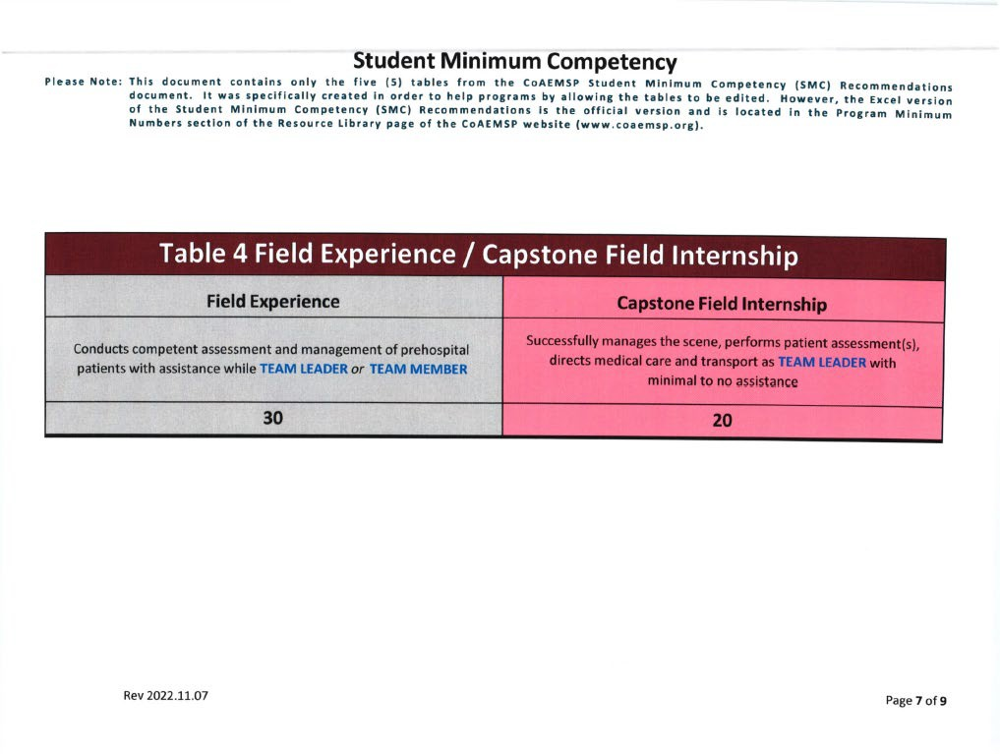 Student Minimum Competency
Please Note: This document contains only the five (5) tables from the CoAEMSP Student Minimum Competency (SMC) Recommendations
document. It was specifically created in order to help programs by allowing the tables to be edited. However, the Excel version
of the Student Minimum Competency (SMC) Recommendations is the official version and is located in the Program Minimum
Numbers section of the Resource Library page of the CoAEMSP website (www.coaemsp.org).
Table 4 Field Experience / Capstone Field Internship
Field Experience
Capstone Field Internship
Conducts competent assessment and management of prehospital
patients with assistance while TEAM LEADER or TEAM MEMBER
Successfully manages the scene, performs patient assessment(s),
directs medical care and transport as TEAM LEADER with
minimal to no assistance
30
20
Rev 2022.11.07
Page 7 of 9